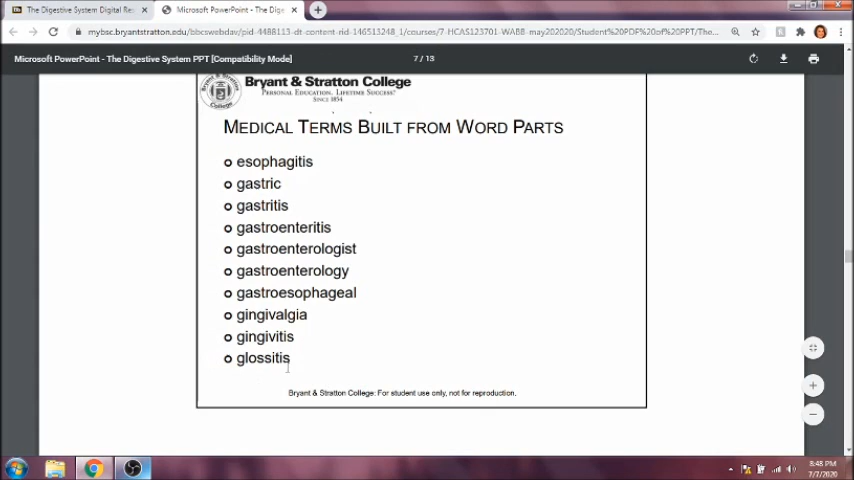 The Digestive System Digital Re
Microsoft PowerPoint - The Dige
mybsc.bryantstratton.edu/bbcswebdav/pid-4488113-dt-content-rid-146513248_1/courses/7-HCAS123701-WABB-may202020/Student%20PDF%20of%20PPT/The...
Microsoft PowerPoint - The Digestive System PPT [Compatibility Mode]
7 / 13
Bryant & Stratton College
PERSONAL EDUCATION. LIFETIME SUCCESS.®
SINCE 1854
MEDICAL TERMS BUILT FROM WORD PARTS
esophagitis
gastric
gastritis
gastroenteritis
gastroenterologist
gastroenterology
gastroesophageal
gingivalgia
gingivitis
glossitis
Bryant & Stratton College: For student use only, not for reproduction.
8:48 PM
7/7/2020